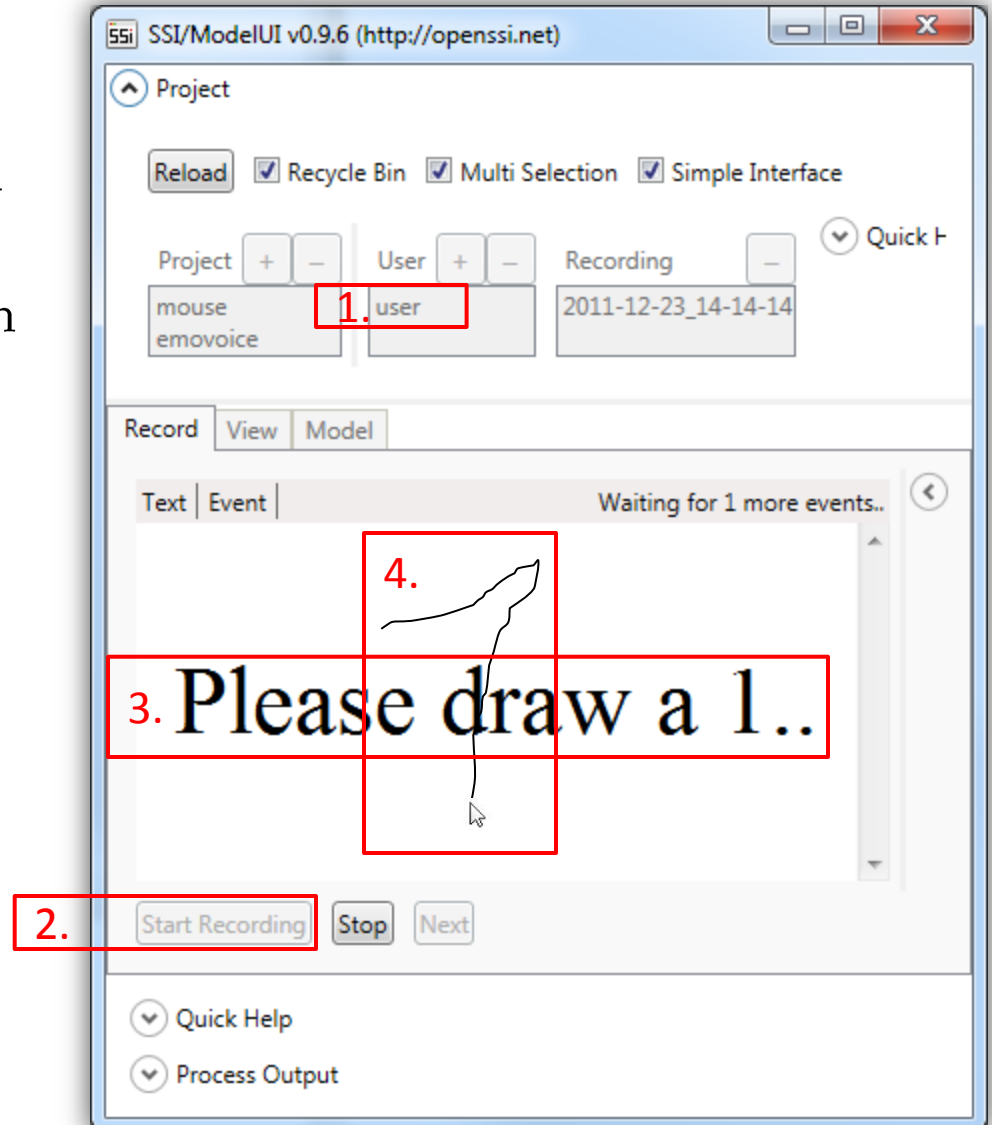 SSI/ModelUI v0.9.6 (http://openssi.net)
Project
Reload Recycle Bin Multi Selection Simple Interface
Quick H
Project + – User + – Recording –
mouse 1. user 2011-12-23_14-14-14
emovoice
n
Record View Model
Text Event Waiting for 1 more events..
4.
3. Please draw a 1..
2. Start Recording Stop Next
Quick Help
Process Output